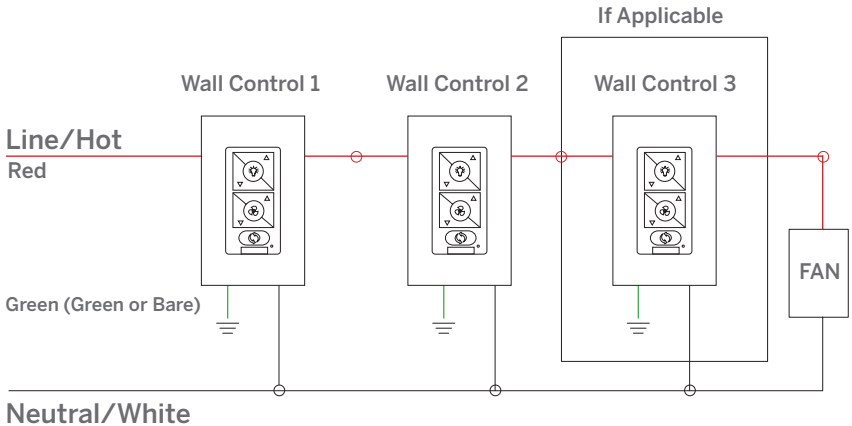 If Applicable
Wall Control 1
Wall Control 2
Wall Control 3
Line/Hot
Red
FAN
Green (Green or Bare)
Neutral/White